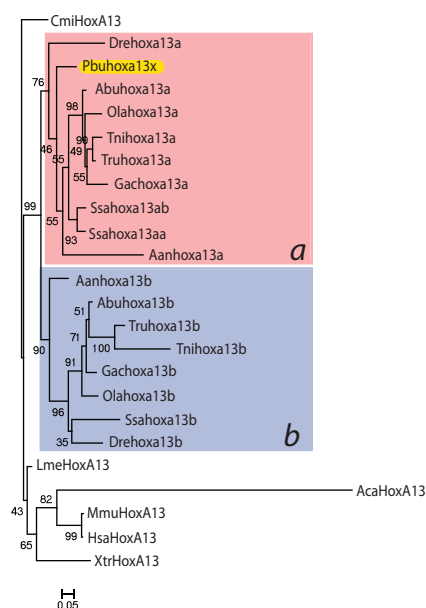 CmiHoxA13
Drehoxa13a
76
Pbuhoxa13x
Abuhoxa13a
98
Olahoxa13a
90
Tnihoxa13a
46
49
55
Truhoxa13a
55
Gachoxa13a
99
Ssahoxa13ab
55
Ssahoxa13aa
93
Aanhoxa13a
a
Aanhoxa13b
Abuhoxa13b
51
Truhoxa13b
71
90
100
Tnihoxa13b
91
Gachoxa13b
Olahoxa13b
96
Ssahoxa13b
35
Drehoxa13b
b
LmeHoxA13
82
AcaHoxA13
43
MmuHoxA13
99
HsaHoxA13
65
XtrHoxA13
0.05